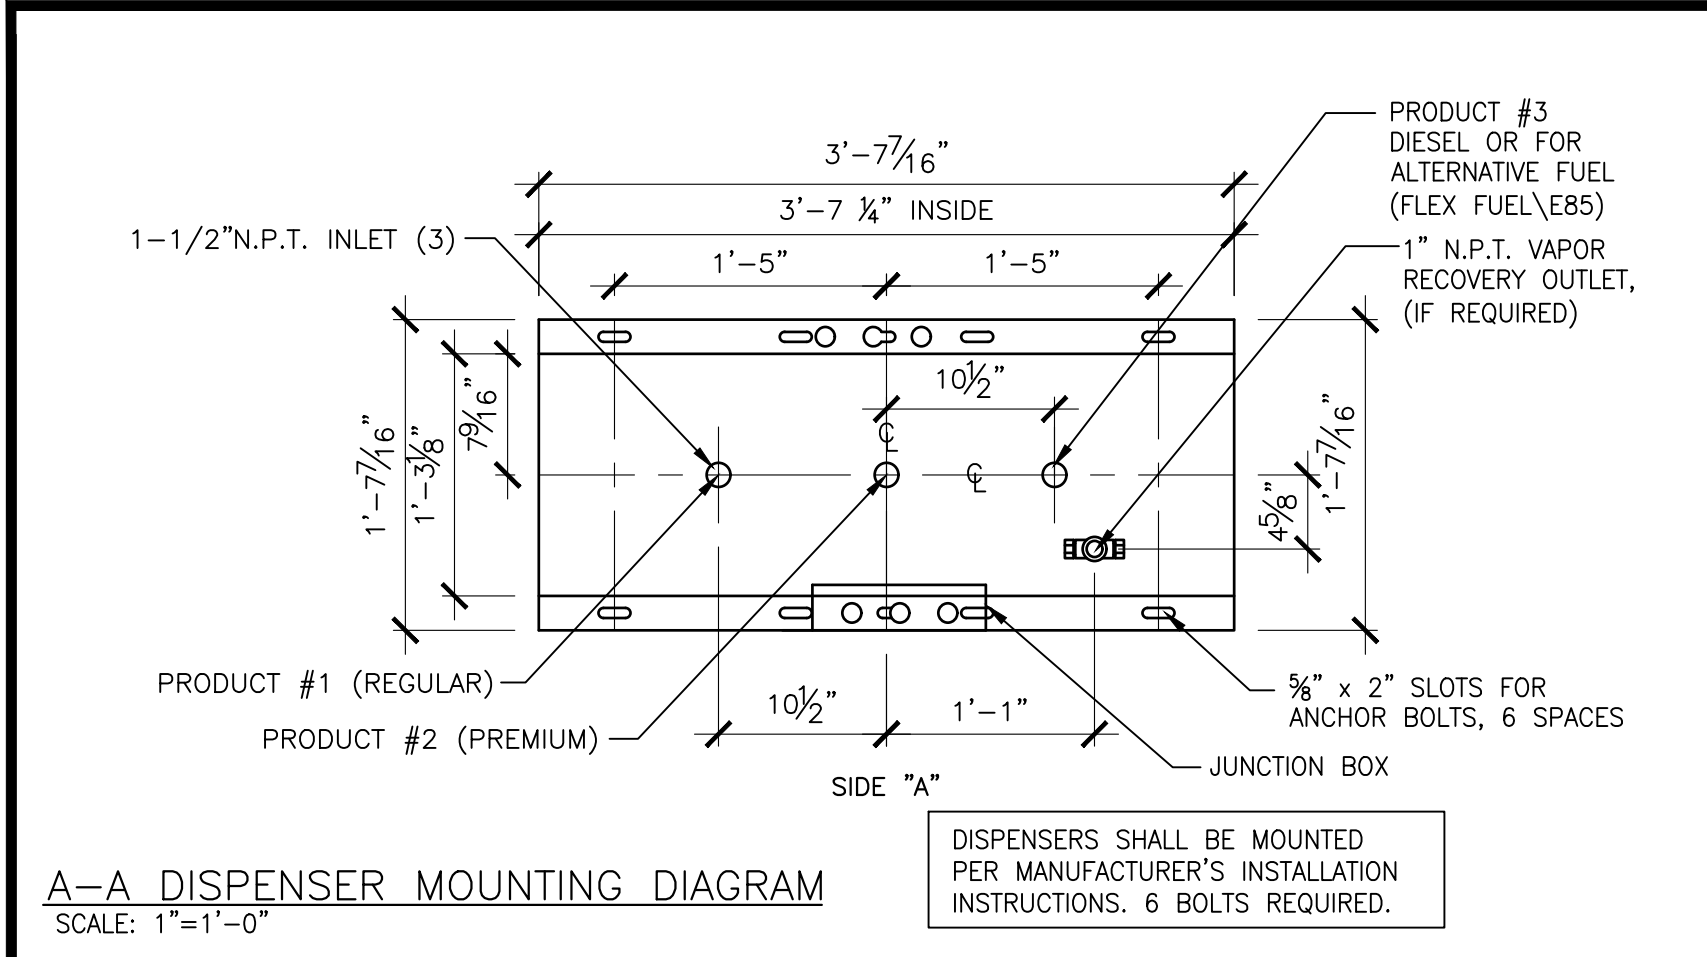 PRODUCT #3
DIESEL OR FOR
ALTERNATIVE FUEL
(FLEX FUEL\E85)
3'-7 7/16"
3'-7 1/4" INSIDE
1-1/2"N.P.T. INLET (3)
1'-5"
1'-5"
1" N.P.T. VAPOR
RECOVERY OUTLET,
(IF REQUIRED)
10 1/2"
1'-7 7/16"
1'-3 1/8"
7 9/16"
℄
℄
4 5/8"
1'-7 7/16"
PRODUCT #1 (REGULAR)
PRODUCT #2 (PREMIUM)
10 1/2"
1'-1"
5/8" x 2" SLOTS FOR
ANCHOR BOLTS, 6 SPACES
JUNCTION BOX
SIDE "A"
DISPENSERS SHALL BE MOUNTED
PER MANUFACTURER'S INSTALLATION
INSTRUCTIONS. 6 BOLTS REQUIRED.
A-A DISPENSER MOUNTING DIAGRAM
SCALE: 1"=1'-0"